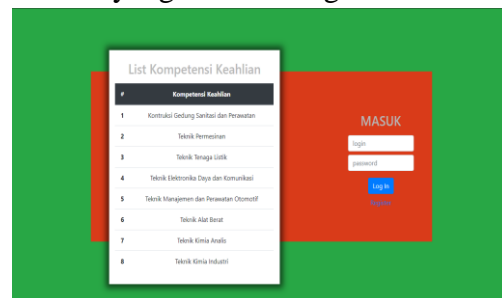 List Kompetensi Keahlian
# Kompetensi Keahlian
1 Kontruksi Gedung Sanitasi dan Perawatan
2 Teknik Permesinan
3 Teknik Tenaga Listik
4 Teknik Elektronika Daya dan Komunikasi
5 Teknik Manajemen dan Perawatan Otomotif
6 Teknik Alat Berat
7 Teknik Kimia Analis
8 Teknik Kimia Industri
MASUK
login
password
Log In